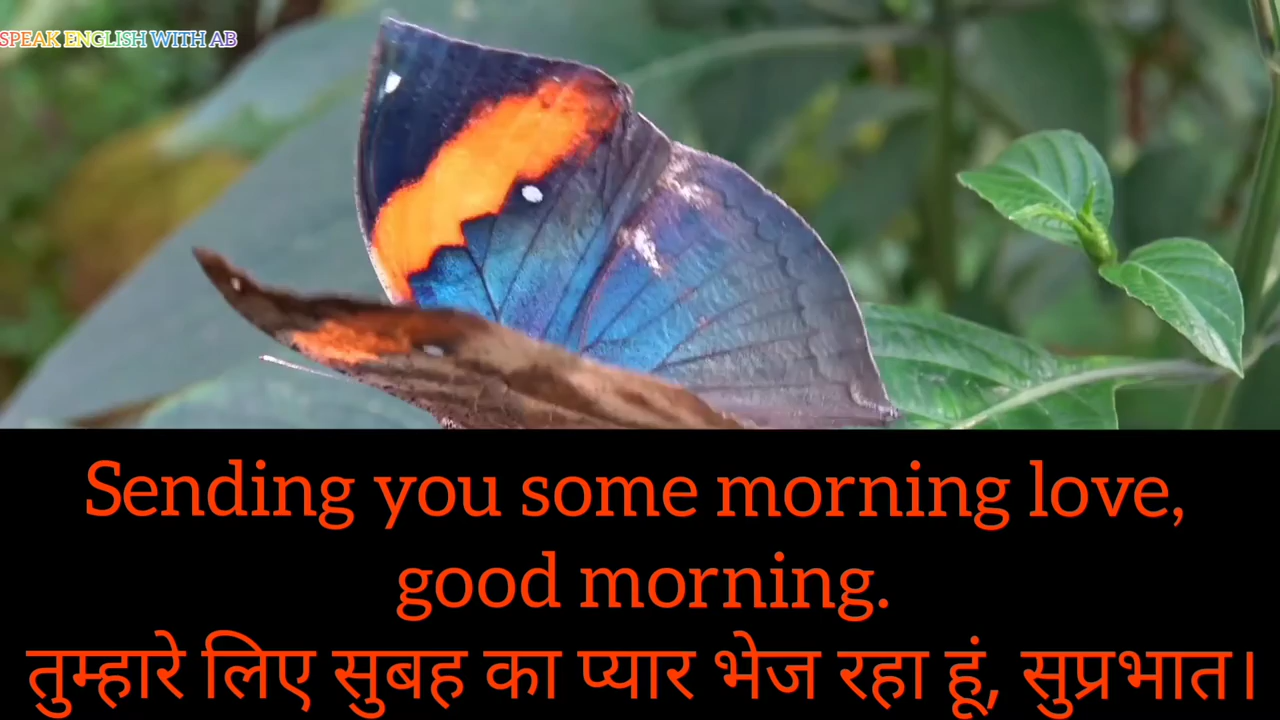 SPEAK ENGLISH WITH AB
Sending you some morning love,
good morning.
तुम्हारे लिए सुबह का प्यार भेज रहा हूं, सुप्रभात।